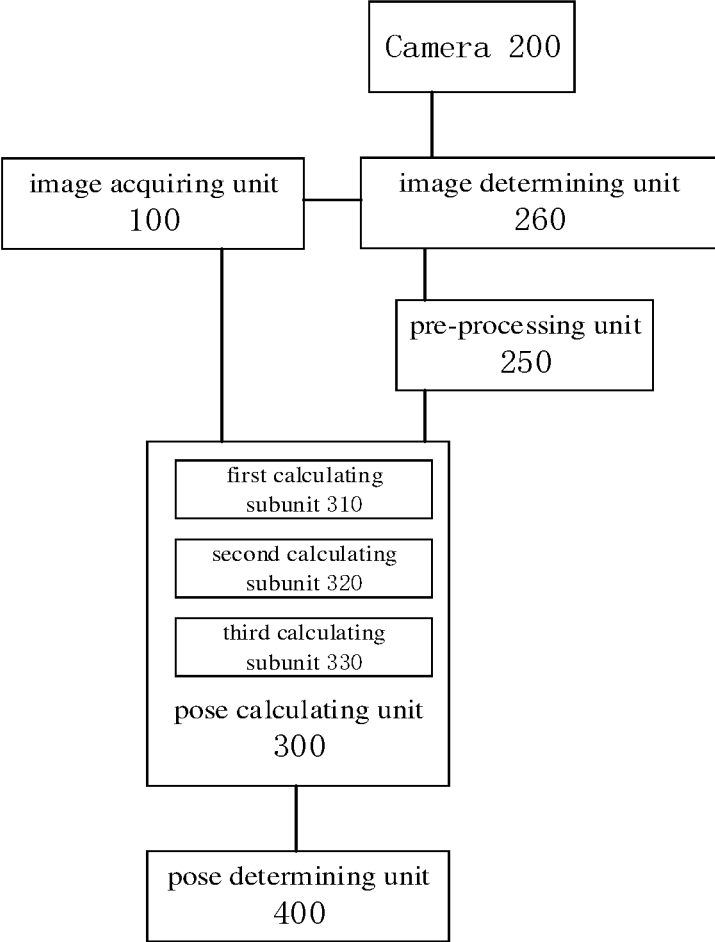 Camera 200
image acquiring unit
100
image determining unit
260
pre-processing unit
250
first calculating
subunit 310
second calculating
subunit 320
third calculating
subunit 330
pose calculating unit
300
pose determining unit
400